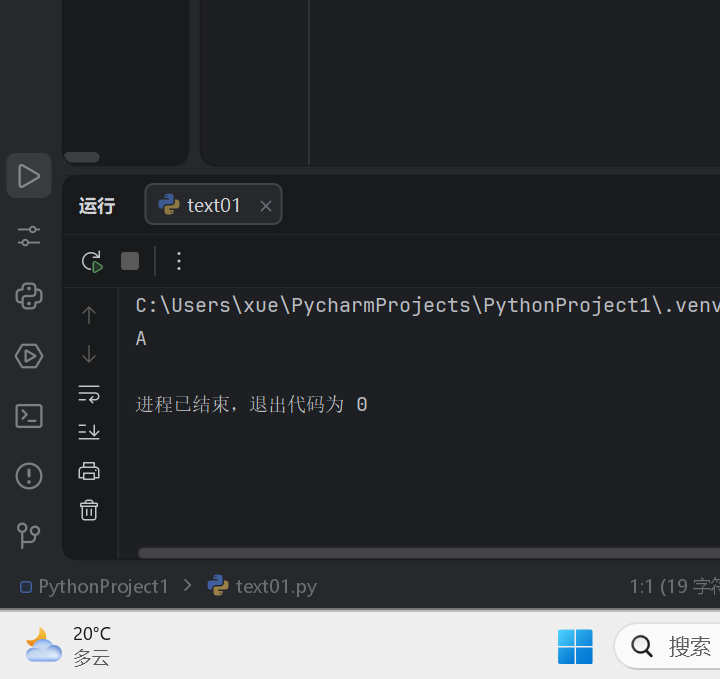 运行 text01
C:\Users\xue\PycharmProjects\PythonProject1\.venv
A
进程已结束，退出代码为 0
PythonProject1 > text01.py 1:1 (19 字符
20°C
多云
搜索